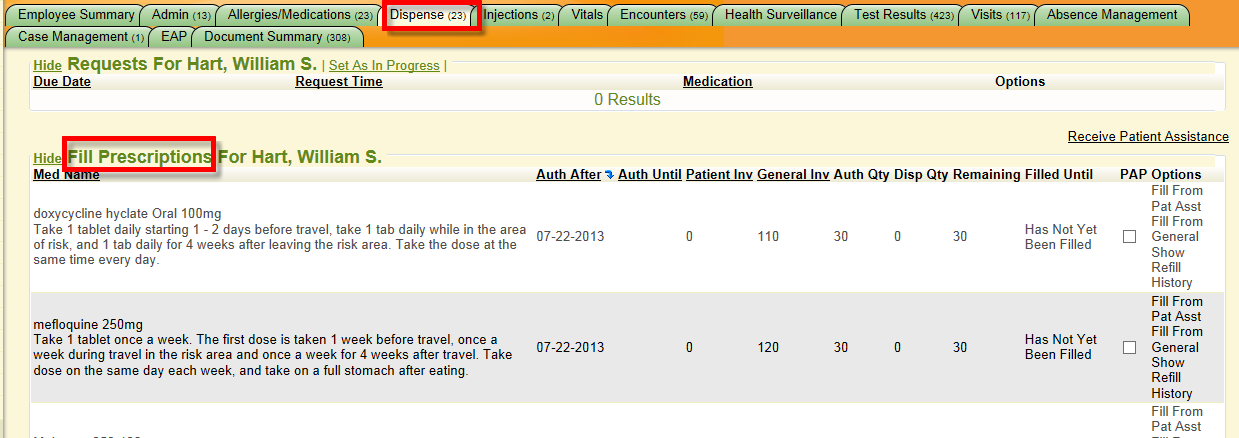 Employee Summary Admin (13) Allergies/Medications (23) Dispense (23) Injections (2) Vitals Encounters (59) Health Surveillance Test Results (423) Visits (117) Absence Management
Case Management (1) EAP Document Summary (308)
Hide Requests For Hart, William S. | Set As In Progress |
Due Date Request Time Medication Options
0 Results
Receive Patient Assistance
Hide Fill Prescriptions For Hart, William S.
Med Name Auth After Auth Until Patient Inv General Inv Auth Qty Disp Qty Remaining Filled Until PAP Options
doxycycline hyclate Oral 100mg
Take 1 tablet daily starting 1 - 2 days before travel, take 1 tab daily while in the area
of risk, and 1 tab daily for 4 weeks after leaving the risk area. Take the dose at the
same time every day.
07-22-2013 0 110 30 0 30
Has Not Yet
Been Filled
Fill From
Pat Asst
Fill From
General
Show
Refill
History
mefloquine 250mg
Take 1 tablet once a week. The first dose is taken 1 week before travel, once a
week during travel in the risk area and once a week for 4 weeks after travel. Take
dose on the same day each week, and take on a full stomach after eating.
07-22-2013 0 120 30 0 30
Has Not Yet
Been Filled
Fill From
Pat Asst
Fill From
General
Show
Refill
History
Fill From
Pat Asst
Fill From